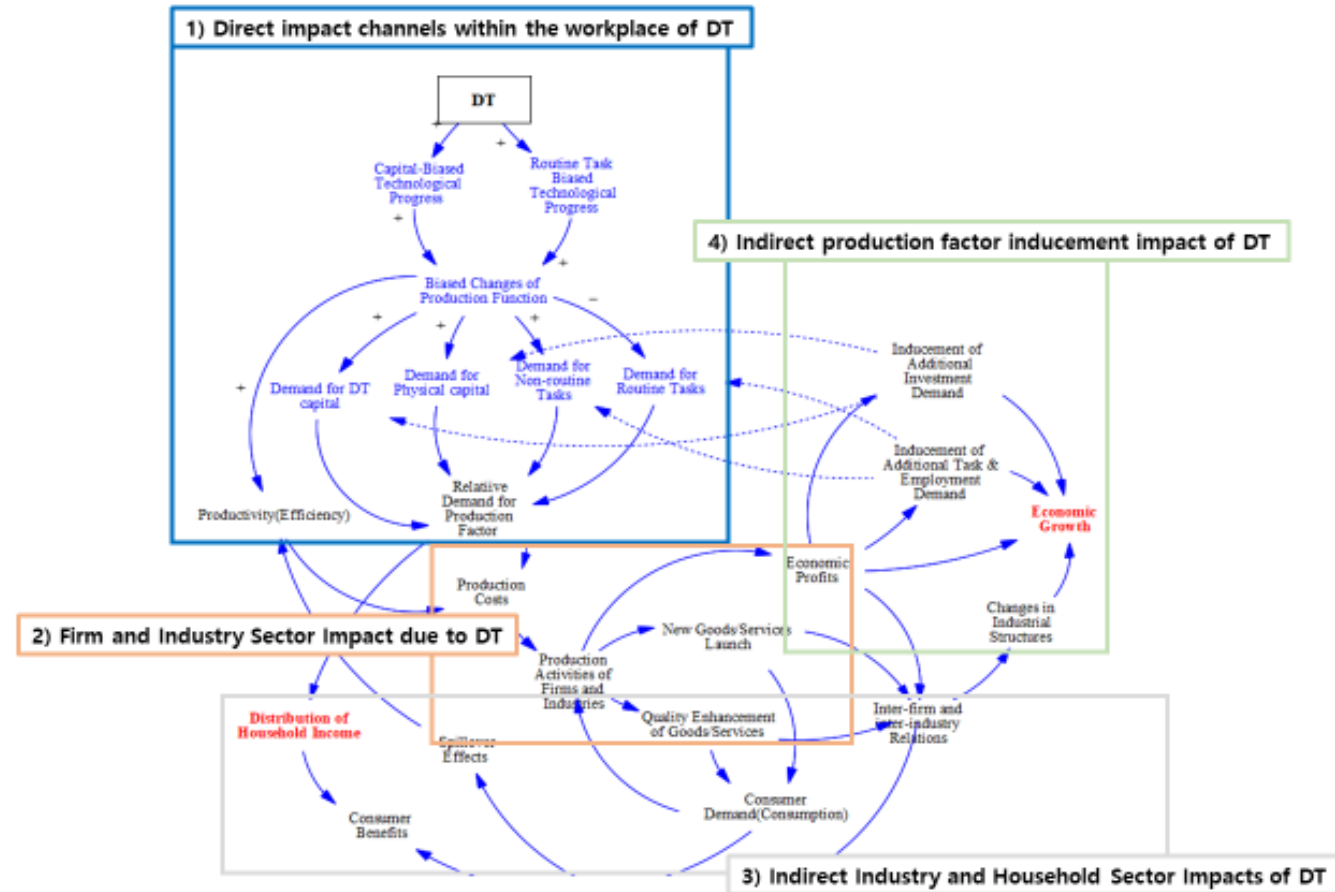 1) Direct impact channels within the workplace of DT
DT
+
+
Capital-Biased
Technological
Progress
Routine Task
Biased
Technological
Progress
+
+
4) Indirect production factor inducement impact of DT
Biased Changes of
Production Function
+
+
+
−
+
Demand for DT
capital
Demand for
Physical capital
Demand for
Non-routine
Tasks
Demand for
Routine Tasks
Inducement of
Additional
Investment
Demand
Inducement of
Additional Task &
Employment
Demand
Productivity(Efficiency)
Relatiive
Demand for
Production
Factor
Economic
Growth
Production
Costs
Economic
Profits
2) Firm and Industry Sector Impact due to DT
New Goods/Services
Launch
Changes in
Industrial
Structures
Production
Activities of
Firms and
Industries
Quality Enhancement
of Goods/Services
Inter-firm and
inter-industry
Relations
Distribution of
Household Income
Spillover
Effects
Consumer
Benefits
Consumer
Demand(Consumption)
3) Indirect Industry and Household Sector Impacts of DT